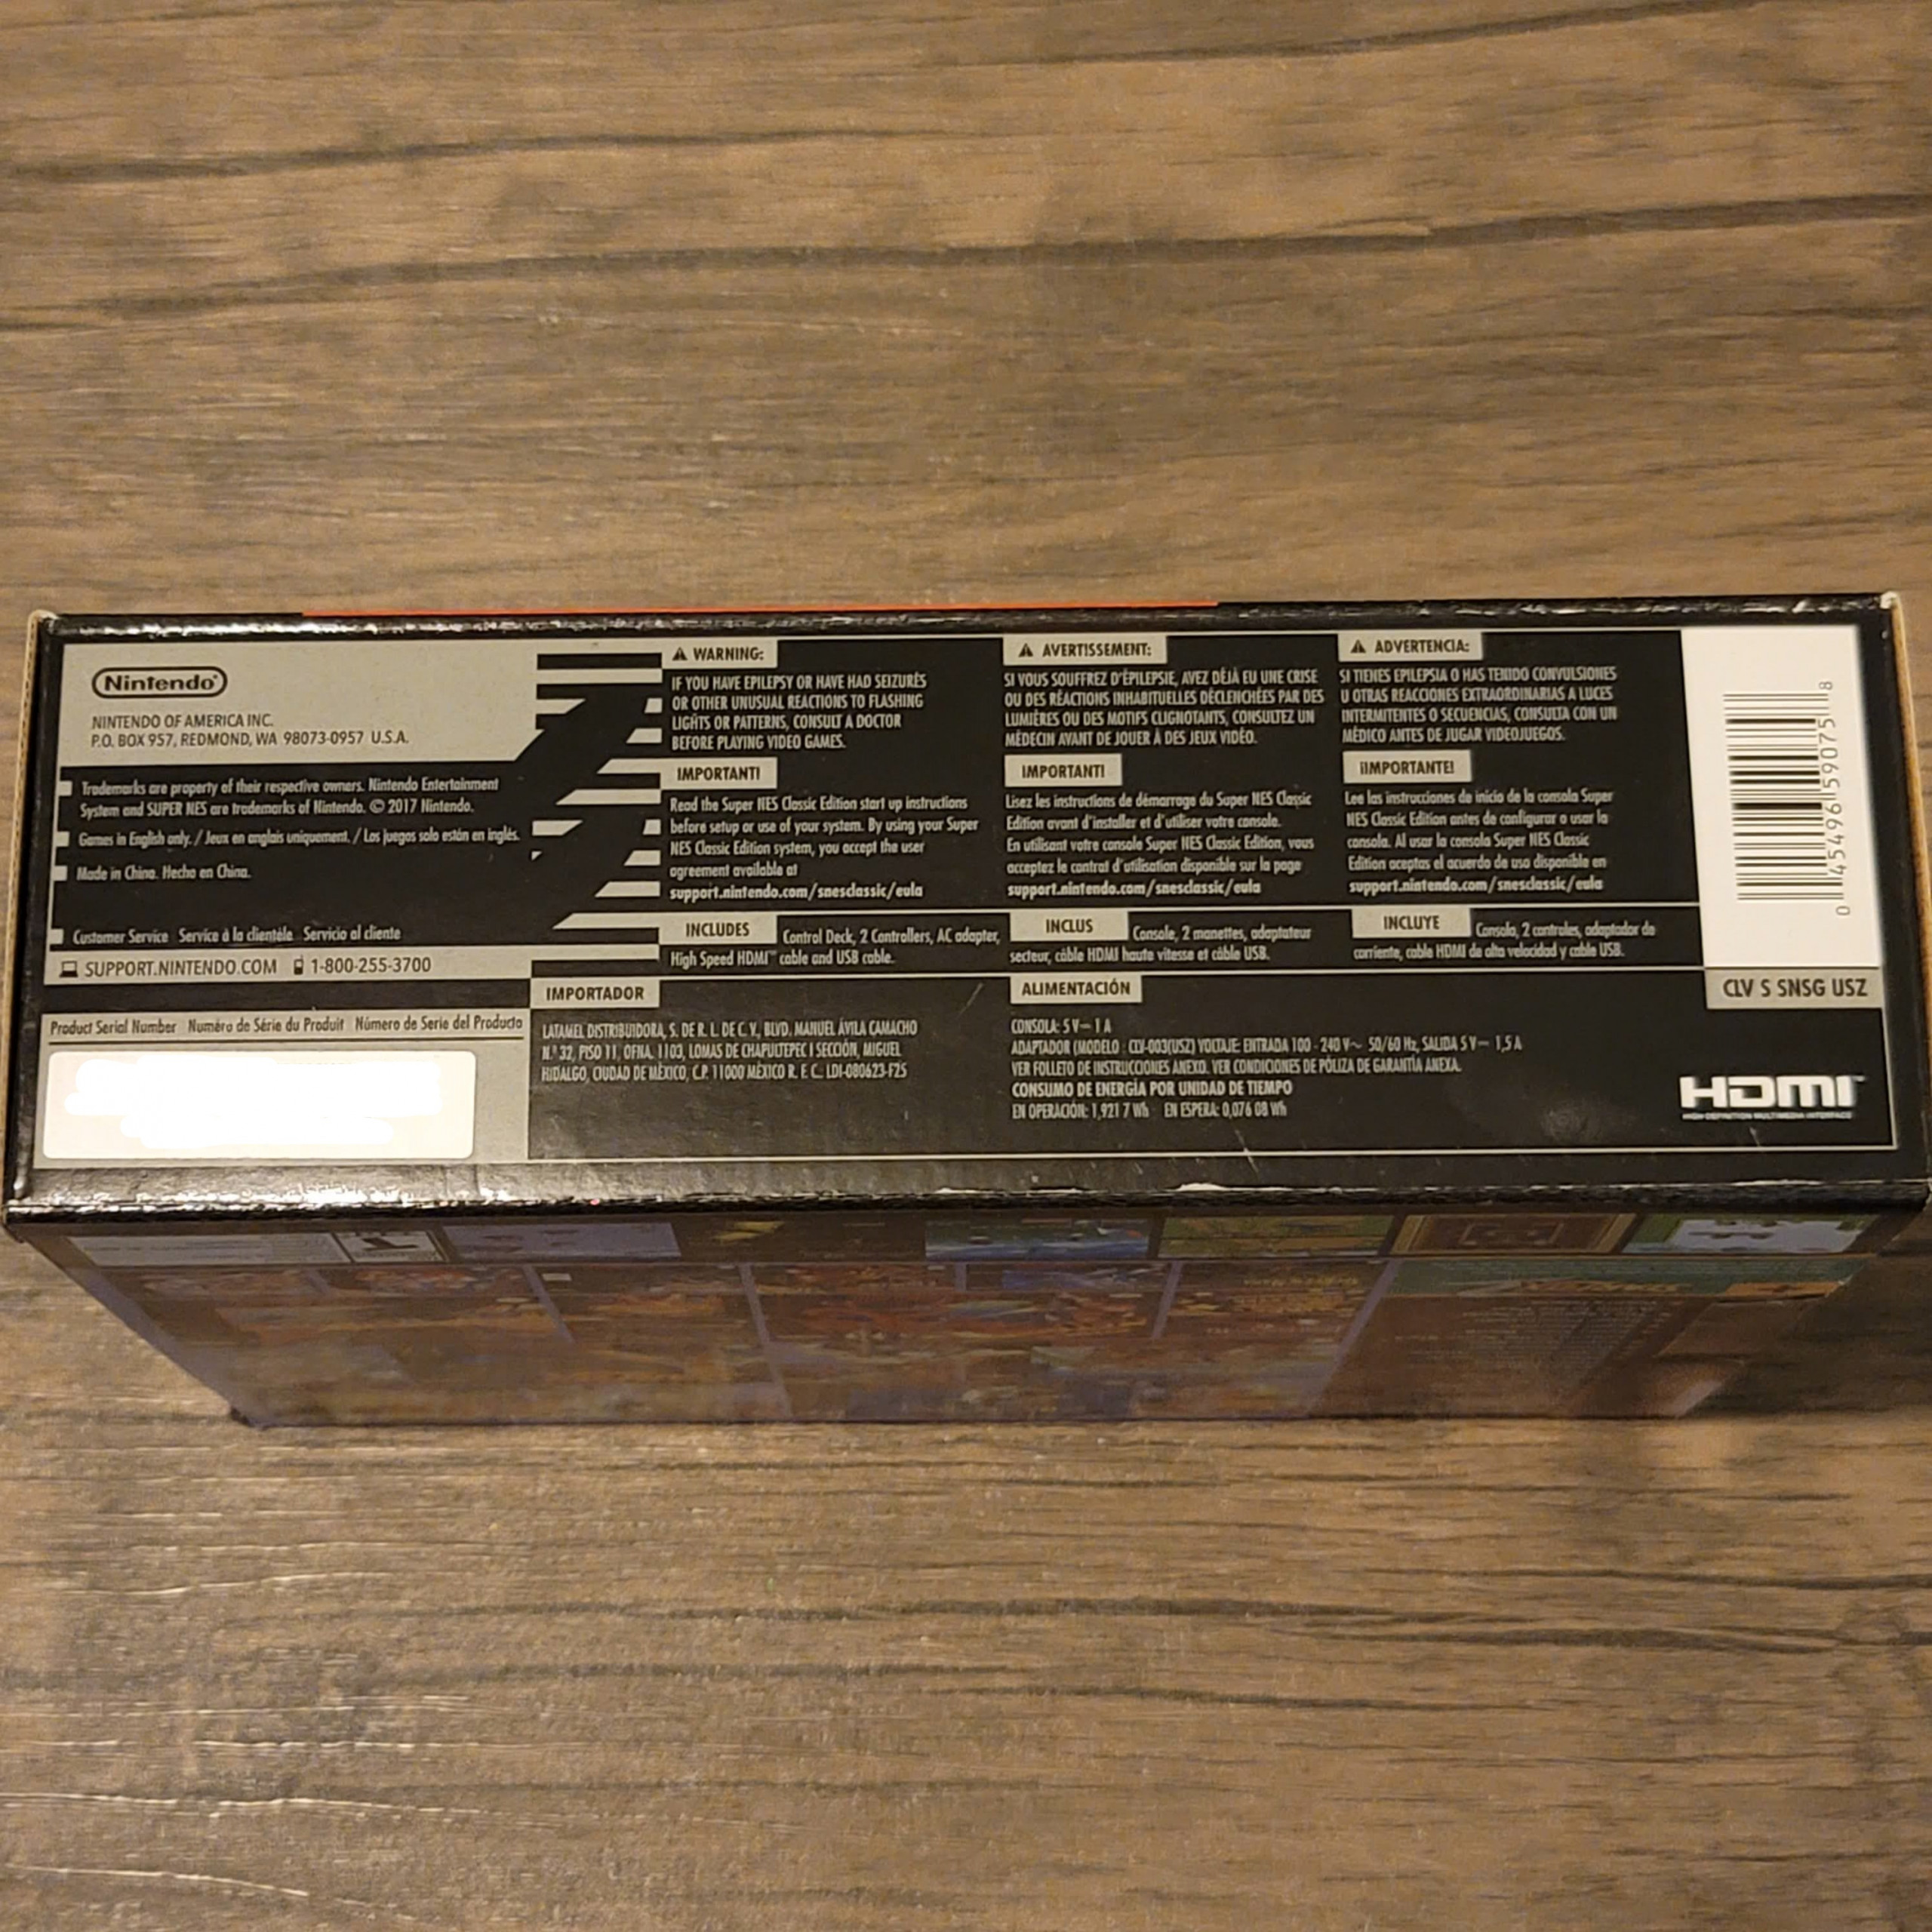 Nintendo
NINTENDO OF AMERICA INC.
P.O. BOX 957, REDMOND, WA 98073-0957 U.S.A.
Trademarks are property of their respective owners. Nintendo Entertainment
System and SUPER NES are trademarks of Nintendo. © 2017 Nintendo.
Games in English only. / Jeux en anglais uniquement. / Los juegos solo están en inglés.
Made in China. Hecho en China.
Customer Service Service à la clientèle Servicio al cliente
SUPPORT.NINTENDO.COM 1-800-255-3700
Product Serial Number Numéro de Série du Produit Número de Serie del Producto
WARNING:
IF YOU HAVE EPILEPSY OR HAVE HAD SEIZURES
OR OTHER UNUSUAL REACTIONS TO FLASHING
LIGHTS OR PATTERNS, CONSULT A DOCTOR
BEFORE PLAYING VIDEO GAMES.
IMPORTANT!
Read the Super NES Classic Edition start up instructions
before setup or use of your system. By using your Super
NES Classic Edition system, you accept the user
agreement available at
support.nintendo.com/snesclassic/eula
INCLUDES
Control Deck, 2 Controllers, AC adapter,
High Speed HDMI™ cable and USB cable.
AVERTISSEMENT:
SI VOUS SOUFFREZ D'ÉPILEPSIE, AVEZ DÉJÀ EU UNE CRISE
OU DES RÉACTIONS INHABITUELLES DÉCLENCHÉES PAR DES
LUMIÈRES OU DES MOTIFS CLIGNOTANTS, CONSULTEZ UN
MÉDECIN AVANT DE JOUER À DES JEUX VIDÉO.
IMPORTANT!
Lisez les instructions de démarrage du Super NES Classic
Edition avant d'installer et d'utiliser votre console.
En utilisant votre console Super NES Classic Edition, vous
acceptez le contrat d'utilisation disponible sur la page
support.nintendo.com/snesclassic/eula
INCLUS
Console, 2 manettes, adaptateur
secteur, câble HDMI haute vitesse et câble USB.
ADVERTENCIA:
SI TIENES EPILEPSIA O HAS TENIDO CONVULSIONES
U OTRAS REACCIONES EXTRAORDINARIAS A LUCES
INTERMITENTES O SECUENCIAS, CONSULTA CON UN
MÉDICO ANTES DE JUGAR VIDEOJUEGOS.
¡IMPORTANTE!
Lee las instrucciones de inicio de la consola Super
NES Classic Edition antes de configurar o usar la
consola. Al usar la consola Super NES Classic
Edition aceptas el acuerdo de uso disponible en
support.nintendo.com/snesclassic/eula
INCLUYE
Consola, 2 controles, adaptador de
corriente, cable HDMI de alta velocidad y cable USB.
0 45496 59075 8
CLV S SNSG USZ
IMPORTADOR
LATAMEL DISTRIBUIDORA, S. DE R. L. DE C. V., BLVD. MANUEL ÁVILA CAMACHO
N.º 32, PISO 11, OFNA. 1103, LOMAS DE CHAPULTEPEC I SECCIÓN, MIGUEL
HIDALGO, CIUDAD DE MÉXICO, C.P. 11000 MÉXICO R. F. C.: LDI-080623-F25
ALIMENTACIÓN
CONSOLA: 5 V⎓ 1 A
ADAPTADOR (MODELO: CLV-003(USZ) VOLTAJE: ENTRADA 100 - 240 V~ 50/60 Hz, SALIDA 5 V⎓ 1,5 A
VER FOLLETO DE INSTRUCCIONES ANEXO. VER CONDICIONES DE PÓLIZA DE GARANTÍA ANEXA.
CONSUMO DE ENERGÍA POR UNIDAD DE TIEMPO
EN OPERACIÓN: 1,921 7 Wh EN ESPERA: 0,076 08 Wh
HDMI™
HIGH-DEFINITION MULTIMEDIA INTERFACE